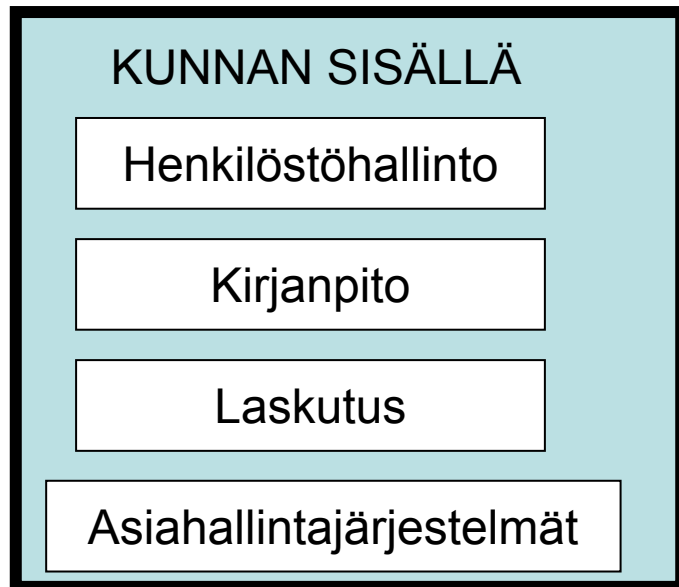 KUNNAN SISÄLLÄ
Henkilöstöhallinto
Kirjanpito
Laskutus
Asiahallintajärjestelmät